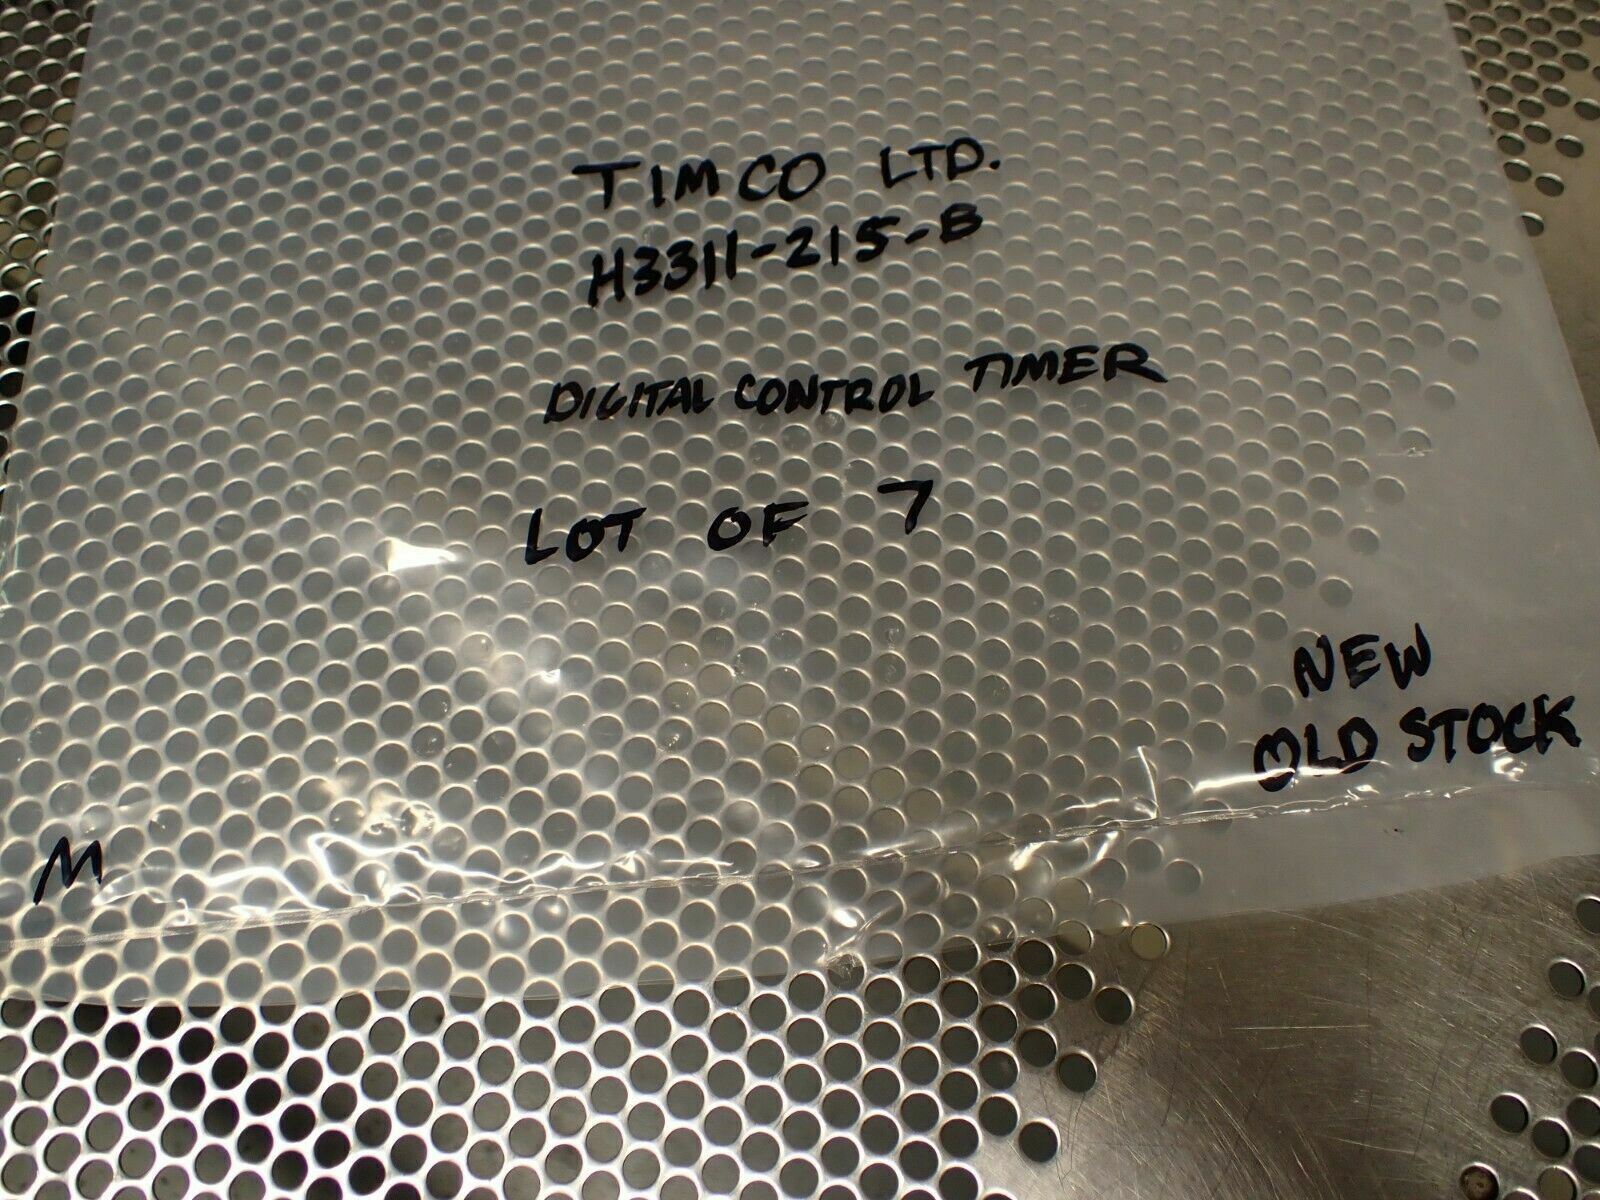 TIMCO LTD.
H3311-215-B
DIGITAL CONTROL TIMER
LOT OF 7
NEW
OLD STOCK
M